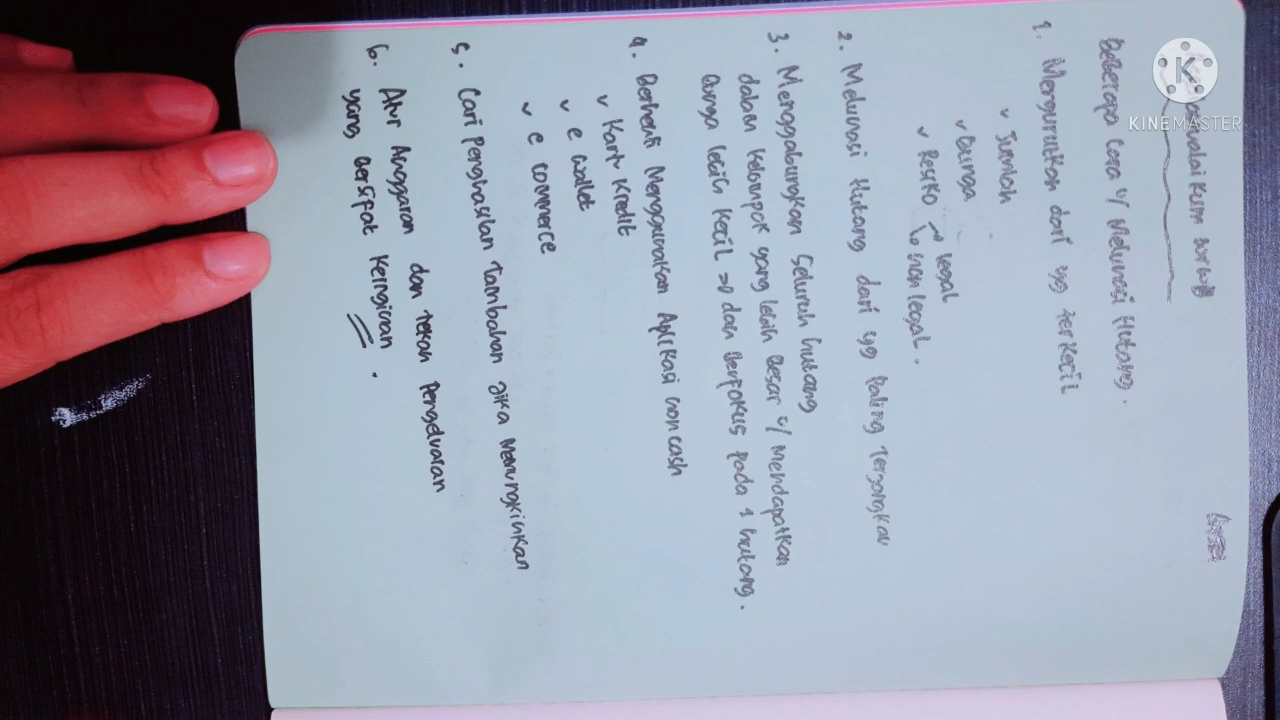 KINEMASTER
Beberapa Cara u/ Melunasi Hutang.
1. Mengurutkan dari yg terkecil
✓ Jumlah
✓ Bunga
✓ Resiko → legal
↳ non legal.
2. Melunasi Hutang dari yg Paling Terjangkau
3. Menggabungkan Seluruh hutang
dalam kelompok yang lebih besar u/ Mendapatkan
bunga lebih kecil => dan Berfokus pada 1 hutang.
4. Berhenti Menggunakan Aplikasi non cash
✓ Kart Kredit
✓ e wallet
✓ e commerce
5. Cari Penghasilan Tambahan Jika Memungkinkan
6. Atur Anggaran dan tekan Pengeluaran
yang bersifat Keinginan.